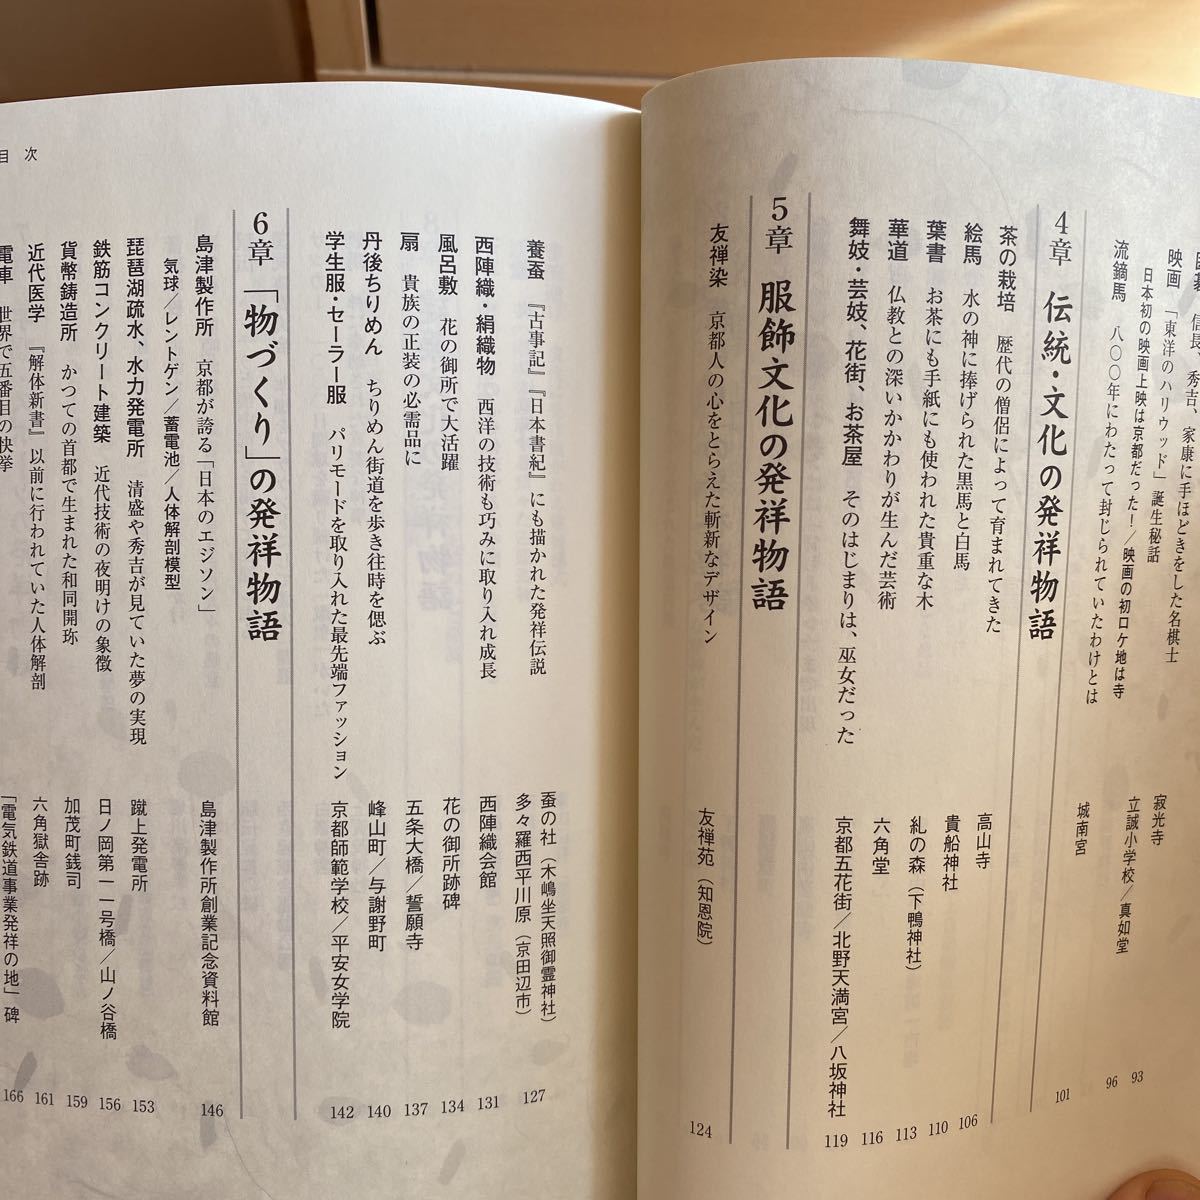 信長、秀吉、家康に手ほどきをした名棋士 寂光寺 93
映画 「東洋のハリウッド」誕生秘話
日本初の映画上映は京都だった!/映画の初ロケ地は寺 立誠小学校/真如堂 96
流鏑馬 八〇〇年にわたって封じられていたわけとは 城南宮 101
4章 伝統・文化の発祥物語
茶の栽培 歴代の僧侶によって育まれてきた 高山寺 106
絵馬 水の神に捧げられた黒馬と白馬 貴船神社 110
葉書 お茶にも手紙にも使われた貴重な木 糺の森(下鴨神社) 113
華道 仏教との深いかかわりが生んだ芸術 六角堂 116
舞妓・芸妓、花街、お茶屋 そのはじまりは、巫女だった 京都五花街/北野天満宮/八坂神社 119
5章 服飾文化の発祥物語
友禅染 京都人の心をとらえた斬新なデザイン 友禅苑(知恩院) 124
目次
養蚕 『古事記』『日本書紀』にも描かれた発祥伝説 蚕の社(木嶋坐天照御霊神社)
多々羅西平川原(京田辺市) 127
西陣織・絹織物 西洋の技術も巧みに取り入れ成長 西陣織会館 131
風呂敷 花の御所で大活躍 花の御所跡碑 134
扇 貴族の正装の必需品に 五条大橋/誓願寺 137
丹後ちりめん ちりめん街道を歩き往時を偲ぶ 峰山町/与謝野町 140
学生服・セーラー服 パリモードを取り入れた最先端ファッション 京都師範学校/平安女学院 142
6章 「物づくり」の発祥物語
島津製作所 京都が誇る「日本のエジソン」 島津製作所創業記念資料館 146
気球/レントゲン/蓄電池/人体解剖模型
琵琶湖疏水、水力発電所 清盛や秀吉が見ていた夢の実現 蹴上発電所 153
鉄筋コンクリート建築 近代技術の夜明けの象徴 日ノ岡第一一号橋/山ノ谷橋 156
貨幣鋳造所 かつての首都で生まれた和同開珎 加茂町銭司 159
近代医学 『解体新書』以前に行われていた人体解剖 六角獄舎跡 161
電車 世界で五番目の快挙 「電気鉄道事業発祥の地」碑 166